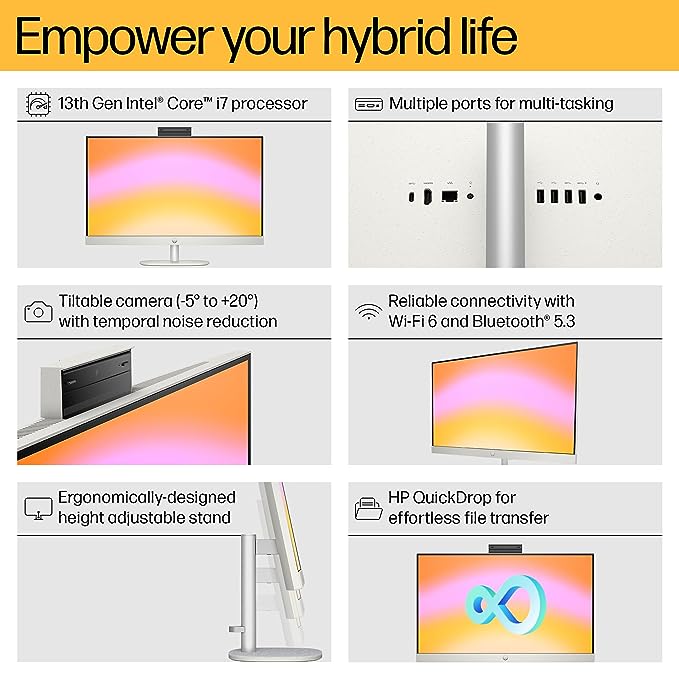 Empower your hybrid life
13th Gen Intel® Core™ i7 processor
Multiple ports for multi-tasking
Tiltable camera (-5° to +20°)
with temporal noise reduction
Reliable connectivity with
Wi-Fi 6 and Bluetooth® 5.3
Ergonomically-designed
height adjustable stand
HP QuickDrop for
effortless file transfer